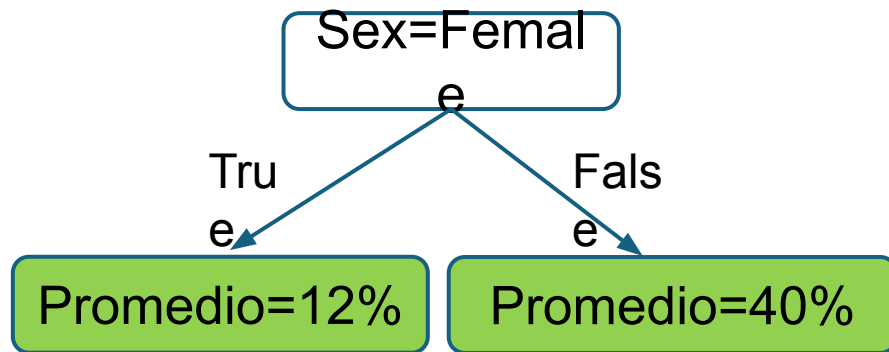 Sex=Femal
e
Tru
e
Fals
e
Promedio=12%
Promedio=40%